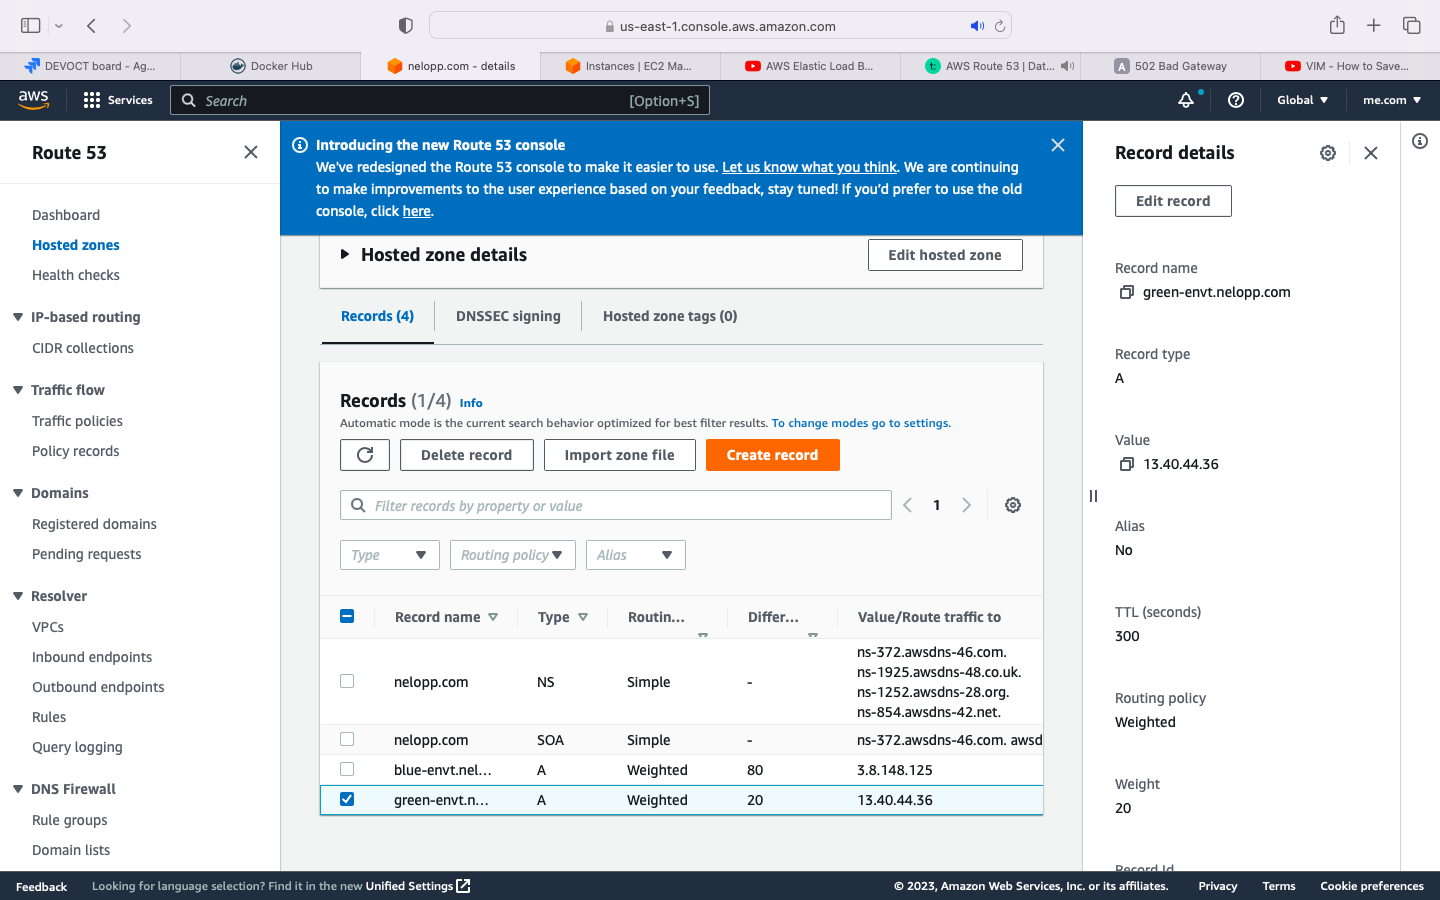 us-east-1.console.aws.amazon.com
DEVOCT board - Ag...
Docker Hub
nelopp.com - details
Instances | EC2 Ma...
AWS Elastic Load B...
AWS Route 53 | Dat...
A 502 Bad Gateway
VIM - How to Save...
aws
Services
Search
[Option+S]
Global
me.com
Route 53
Dashboard
Hosted zones
Health checks
IP-based routing
CIDR collections
Traffic flow
Traffic policies
Policy records
Domains
Registered domains
Pending requests
Resolver
VPCs
Inbound endpoints
Outbound endpoints
Rules
Query logging
DNS Firewall
Rule groups
Domain lists
Introducing the new Route 53 console
We've redesigned the Route 53 console to make it easier to use. Let us know what you think. We are continuing
to make improvements to the user experience based on your feedback, stay tuned! If you'd prefer to use the old
console, click here.
Hosted zone details
Edit hosted zone
Records (4)
DNSSEC signing
Hosted zone tags (0)
Records (1/4) Info
Automatic mode is the current search behavior optimized for best filter results. To change modes go to settings.
Delete record
Import zone file
Create record
Filter records by property or value
1
Type
Routing policy
Alias
Record name Type Routin... Differ... Value/Route traffic to
ns-372.awsdns-46.com.
ns-1925.awsdns-48.co.uk.
nelopp.com NS Simple -
ns-1252.awsdns-28.org.
ns-854.awsdns-42.net.
nelopp.com SOA Simple - ns-372.awsdns-46.com. awsd
blue-envt.nel... A Weighted 80 3.8.148.125
green-envt.n... A Weighted 20 13.40.44.36
Record details
Edit record
Record name
green-envt.nelopp.com
Record type
A
Value
13.40.44.36
Alias
No
TTL (seconds)
300
Routing policy
Weighted
Weight
20
Record Id
Feedback
Looking for language selection? Find it in the new Unified Settings
© 2023, Amazon Web Services, Inc. or its affiliates.
Privacy
Terms
Cookie preferences